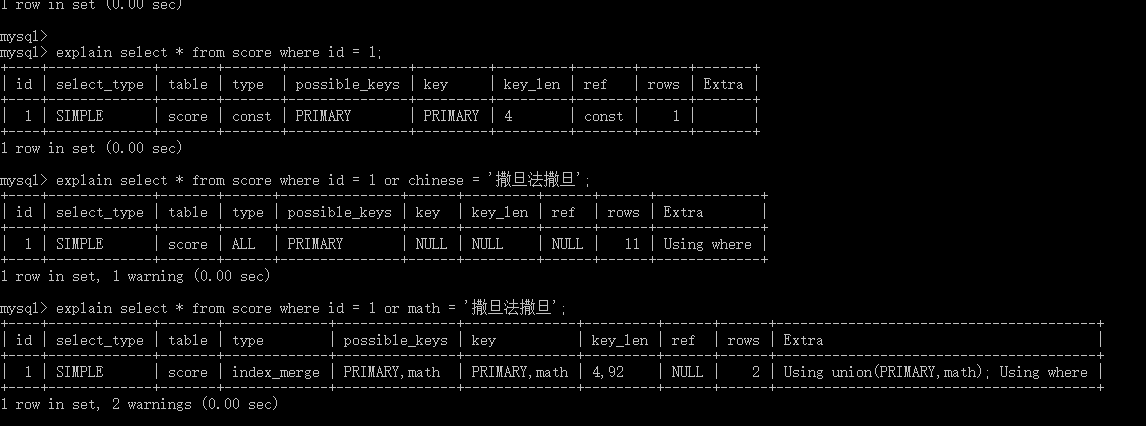 1 row in set (0.00 sec)
mysql>
mysql> explain select * from score where id = 1;
+----+-------------+-------+-------+---------------+---------+---------+-------+------+-------+
| id | select_type | table | type | possible_keys | key | key_len | ref | rows | Extra |
+----+-------------+-------+-------+---------------+---------+---------+-------+------+-------+
| 1 | SIMPLE | score | const | PRIMARY | PRIMARY | 4 | const | 1 | |
+----+-------------+-------+-------+---------------+---------+---------+-------+------+-------+
1 row in set (0.00 sec)
mysql> explain select * from score where id = 1 or chinese = '撒旦法撒旦';
+----+-------------+-------+------+---------------+------+---------+------+------+-------------+
| id | select_type | table | type | possible_keys | key | key_len | ref | rows | Extra |
+----+-------------+-------+------+---------------+------+---------+------+------+-------------+
| 1 | SIMPLE | score | ALL | PRIMARY | NULL | NULL | NULL | 11 | Using where |
+----+-------------+-------+------+---------------+------+---------+------+------+-------------+
1 row in set, 1 warning (0.00 sec)
mysql> explain select * from score where id = 1 or math = '撒旦法撒旦';
+----+-------------+-------+-------------+---------------+--------------+---------+------+------+----------------------------------------+
| id | select_type | table | type | possible_keys | key | key_len | ref | rows | Extra |
+----+-------------+-------+-------------+---------------+--------------+---------+------+------+----------------------------------------+
| 1 | SIMPLE | score | index_merge | PRIMARY,math | PRIMARY,math | 4,92 | NULL | 2 | Using union(PRIMARY,math); Using where |
+----+-------------+-------+-------------+---------------+--------------+---------+------+------+----------------------------------------+
1 row in set, 2 warnings (0.00 sec)